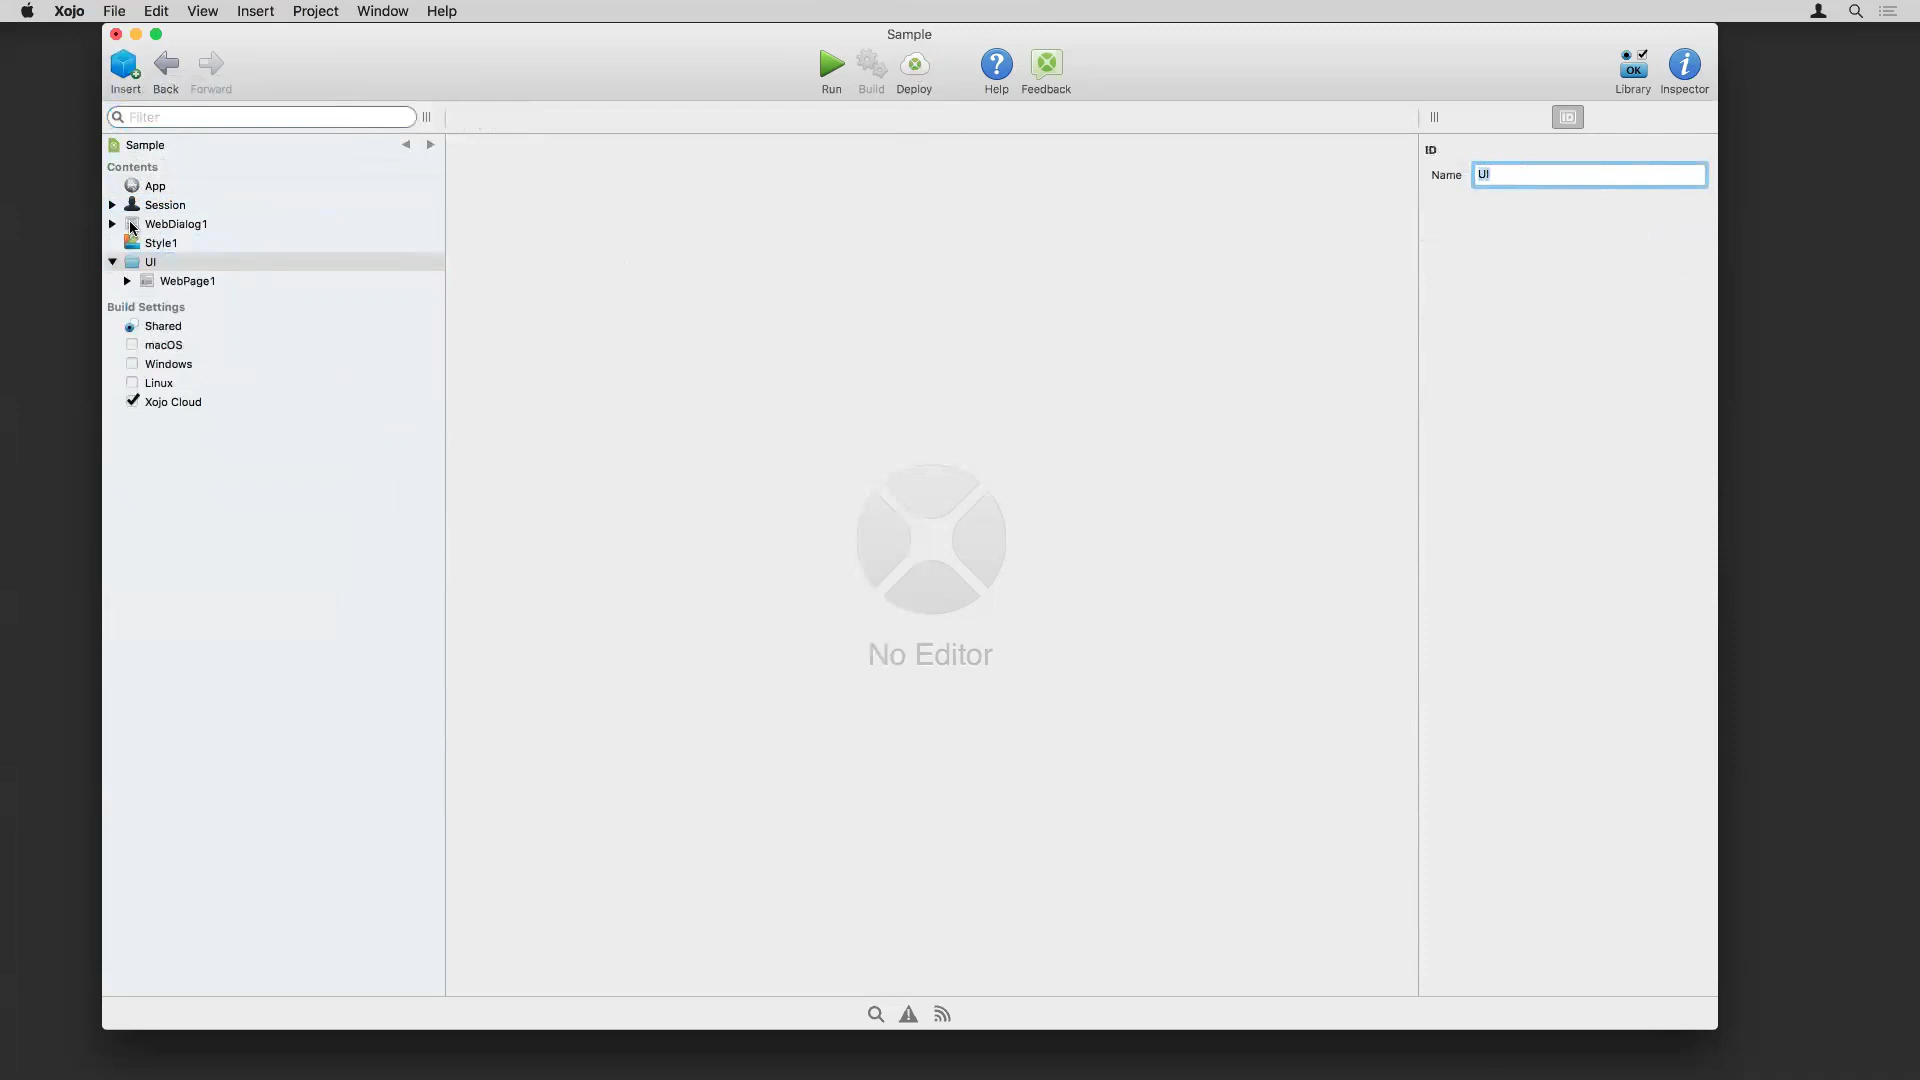 Xojo File Edit View Insert Project Window Help
Sample
Insert Back Forward Run Build Deploy Help Feedback OK Library Inspector
Filter
ID
Sample
ID
Contents
Name UI
App
Session
WebDialog1
Style1
UI
WebPage1
Build Settings
Shared
macOS
Windows
Linux
Xojo Cloud
No Editor